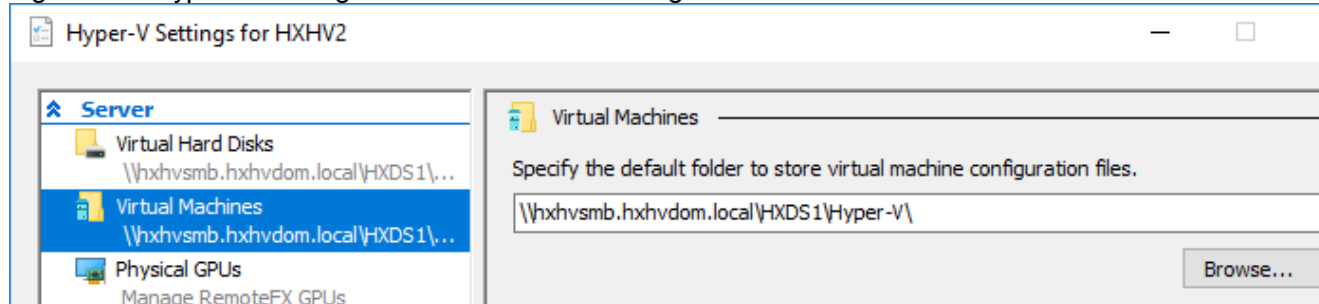 Hyper-V Settings for HXHV2
Server
Virtual Hard Disks
\\hxhvsmb.hxhvdom.local\HXDS1\...
Virtual Machines
\\hxhvsmb.hxhvdom.local\HXDS1\...
Physical GPUs
Manage RemoteFX GPUs
Virtual Machines
Specify the default folder to store virtual machine configuration files.
\\hxhvsmb.hxhvdom.local\HXDS1\Hyper-V\
Browse...